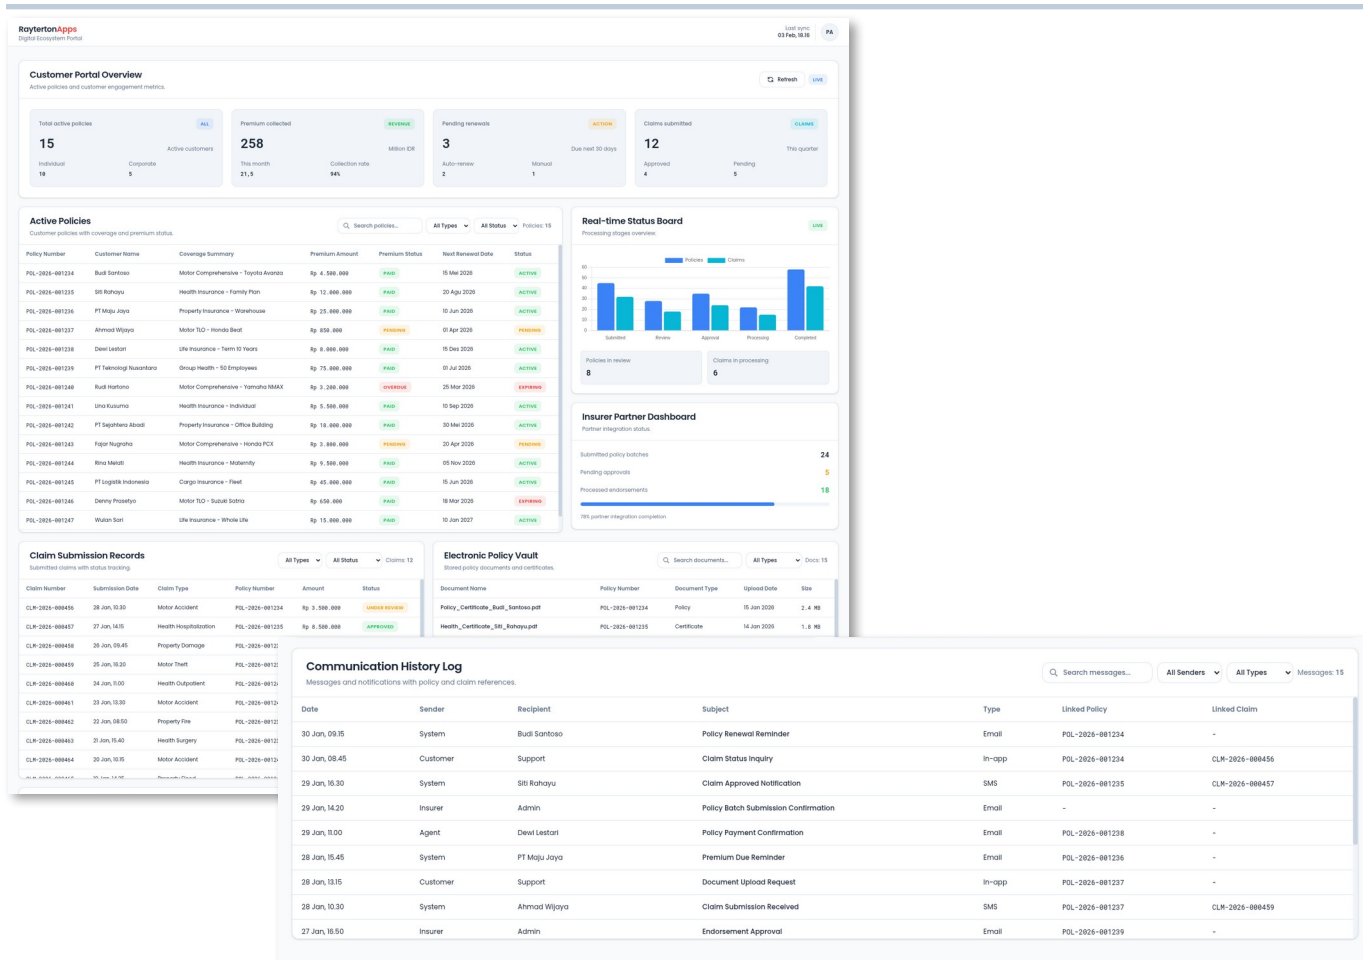 RaytertonApps
Digital Ecosystem Portal
Last sync
03 Feb, 18.16
PA
Customer Portal Overview
Active policies and customer engagement metrics.
Refresh
LIVE
Total active policies ALL
15 Active customers
Individual Corporate
10 5
Premium collected REVENUE
258 Million IDR
This month Collection rate
21,5 94%
Pending renewals ACTION
3 Due next 30 days
Auto-renew Manual
2 1
Claims submitted CLAIMS
12 This quarter
Approved Pending
4 5
Active Policies
Customer policies with coverage and premium status.
Search policies... All Types All Status Policies: 15
Policy Number Customer Name Coverage Summary Premium Amount Premium Status Next Renewal Date Status
POL-2026-001234 Budi Santoso Motor Comprehensive - Toyota Avanza Rp 4.500.000 PAID 15 Mei 2026 ACTIVE
POL-2026-001235 Siti Rahayu Health Insurance - Family Plan Rp 12.000.000 PAID 20 Agu 2026 ACTIVE
POL-2026-001236 PT Maju Jaya Property Insurance - Warehouse Rp 25.000.000 PAID 10 Jun 2026 ACTIVE
POL-2026-001237 Ahmad Wijaya Motor TLO - Honda Beat Rp 850.000 PENDING 01 Apr 2026 PENDING
POL-2026-001238 Dewi Lestari Life Insurance - Term 10 Years Rp 8.000.000 PAID 15 Des 2026 ACTIVE
POL-2026-001239 PT Teknologi Nusantara Group Health - 50 Employees Rp 75.000.000 PAID 01 Jul 2026 ACTIVE
POL-2026-001240 Rudi Hartono Motor Comprehensive - Yamaha NMAX Rp 3.200.000 OVERDUE 25 Mar 2026 EXPIRING
POL-2026-001241 Lina Kusuma Health Insurance - Individual Rp 5.500.000 PAID 10 Sep 2026 ACTIVE
POL-2026-001242 PT Sejahtera Abadi Property Insurance - Office Building Rp 18.000.000 PAID 30 Mei 2026 ACTIVE
POL-2026-001243 Fajar Nugraha Motor Comprehensive - Honda PCX Rp 3.800.000 PENDING 20 Apr 2026 PENDING
POL-2026-001244 Rina Melati Health Insurance - Maternity Rp 9.500.000 PAID 05 Nov 2026 ACTIVE
POL-2026-001245 PT Logistik Indonesia Cargo Insurance - Fleet Rp 45.000.000 PAID 15 Jun 2026 ACTIVE
POL-2026-001246 Denny Prasetyo Motor TLO - Suzuki Satria Rp 650.000 PAID 18 Mar 2026 EXPIRING
POL-2026-001247 Wulan Sari Life Insurance - Whole Life Rp 15.000.000 PAID 10 Jan 2027 ACTIVE
Real-time Status Board
Processing stages overview.
LIVE
Policies Claims
60
50
40
30
20
10
0
Submitted Review Approval Processing Completed
Policies in review Claims in processing
8 6
Insurer Partner Dashboard
Partner integration status.
Submitted policy batches 24
Pending approvals 5
Processed endorsements 18
78% partner integration completion
Claim Submission Records
Submitted claims with status tracking.
All Types All Status Claims: 12
Claim Number Submission Date Claim Type Policy Number Amount Status
CLM-2026-000456 28 Jan, 10.30 Motor Accident POL-2026-001234 Rp 3.500.000 UNDER REVIEW
CLM-2026-000457 27 Jan, 14.15 Health Hospitalization POL-2026-001235 Rp 6.500.000 APPROVED
CLM-2026-000458 26 Jan, 09.45 Property Damage POL-2026-00123
CLM-2026-000459 25 Jan, 16.20 Motor Theft POL-2026-00123
CLM-2026-000460 24 Jan, 11.00 Health Outpatient POL-2026-00124
CLM-2026-000461 23 Jan, 13.30 Motor Accident POL-2026-00124
CLM-2026-000462 22 Jan, 08.50 Property Fire POL-2026-00123
CLM-2026-000463 21 Jan, 15.40 Health Surgery POL-2026-00123
CLM-2026-000464 20 Jan, 10.15 Motor Accident POL-2026-00124
Electronic Policy Vault
Stored policy documents and certificates.
Search documents... All Types Docs: 15
Document Name Policy Number Document Type Upload Date Size
Policy_Certificate_Budi_Santoso.pdf POL-2026-001234 Policy 15 Jan 2026 2.4 MB
Health_Certificate_Siti_Rahayu.pdf POL-2026-001235 Certificate 14 Jan 2026 1.8 MB
Communication History Log
Messages and notifications with policy and claim references.
Search messages... All Senders All Types Messages: 15
Date Sender Recipient Subject Type Linked Policy Linked Claim
30 Jan, 09.15 System Budi Santoso Policy Renewal Reminder Email POL-2026-001234 -
30 Jan, 08.45 Customer Support Claim Status Inquiry In-app POL-2026-001234 CLM-2026-000456
29 Jan, 16.30 System Siti Rahayu Claim Approved Notification SMS POL-2026-001235 CLM-2026-000457
29 Jan, 14.20 Insurer Admin Policy Batch Submission Confirmation Email - -
29 Jan, 11.00 Agent Dewi Lestari Policy Payment Confirmation Email POL-2026-001238 -
28 Jan, 15.45 System PT Maju Jaya Premium Due Reminder Email POL-2026-001236 -
28 Jan, 13.15 Customer Support Document Upload Request In-app POL-2026-001237 -
28 Jan, 10.30 System Ahmad Wijaya Claim Submission Received SMS POL-2026-001237 CLM-2026-000459
27 Jan, 16.50 Insurer Admin Endorsement Approval Email POL-2026-001239 -